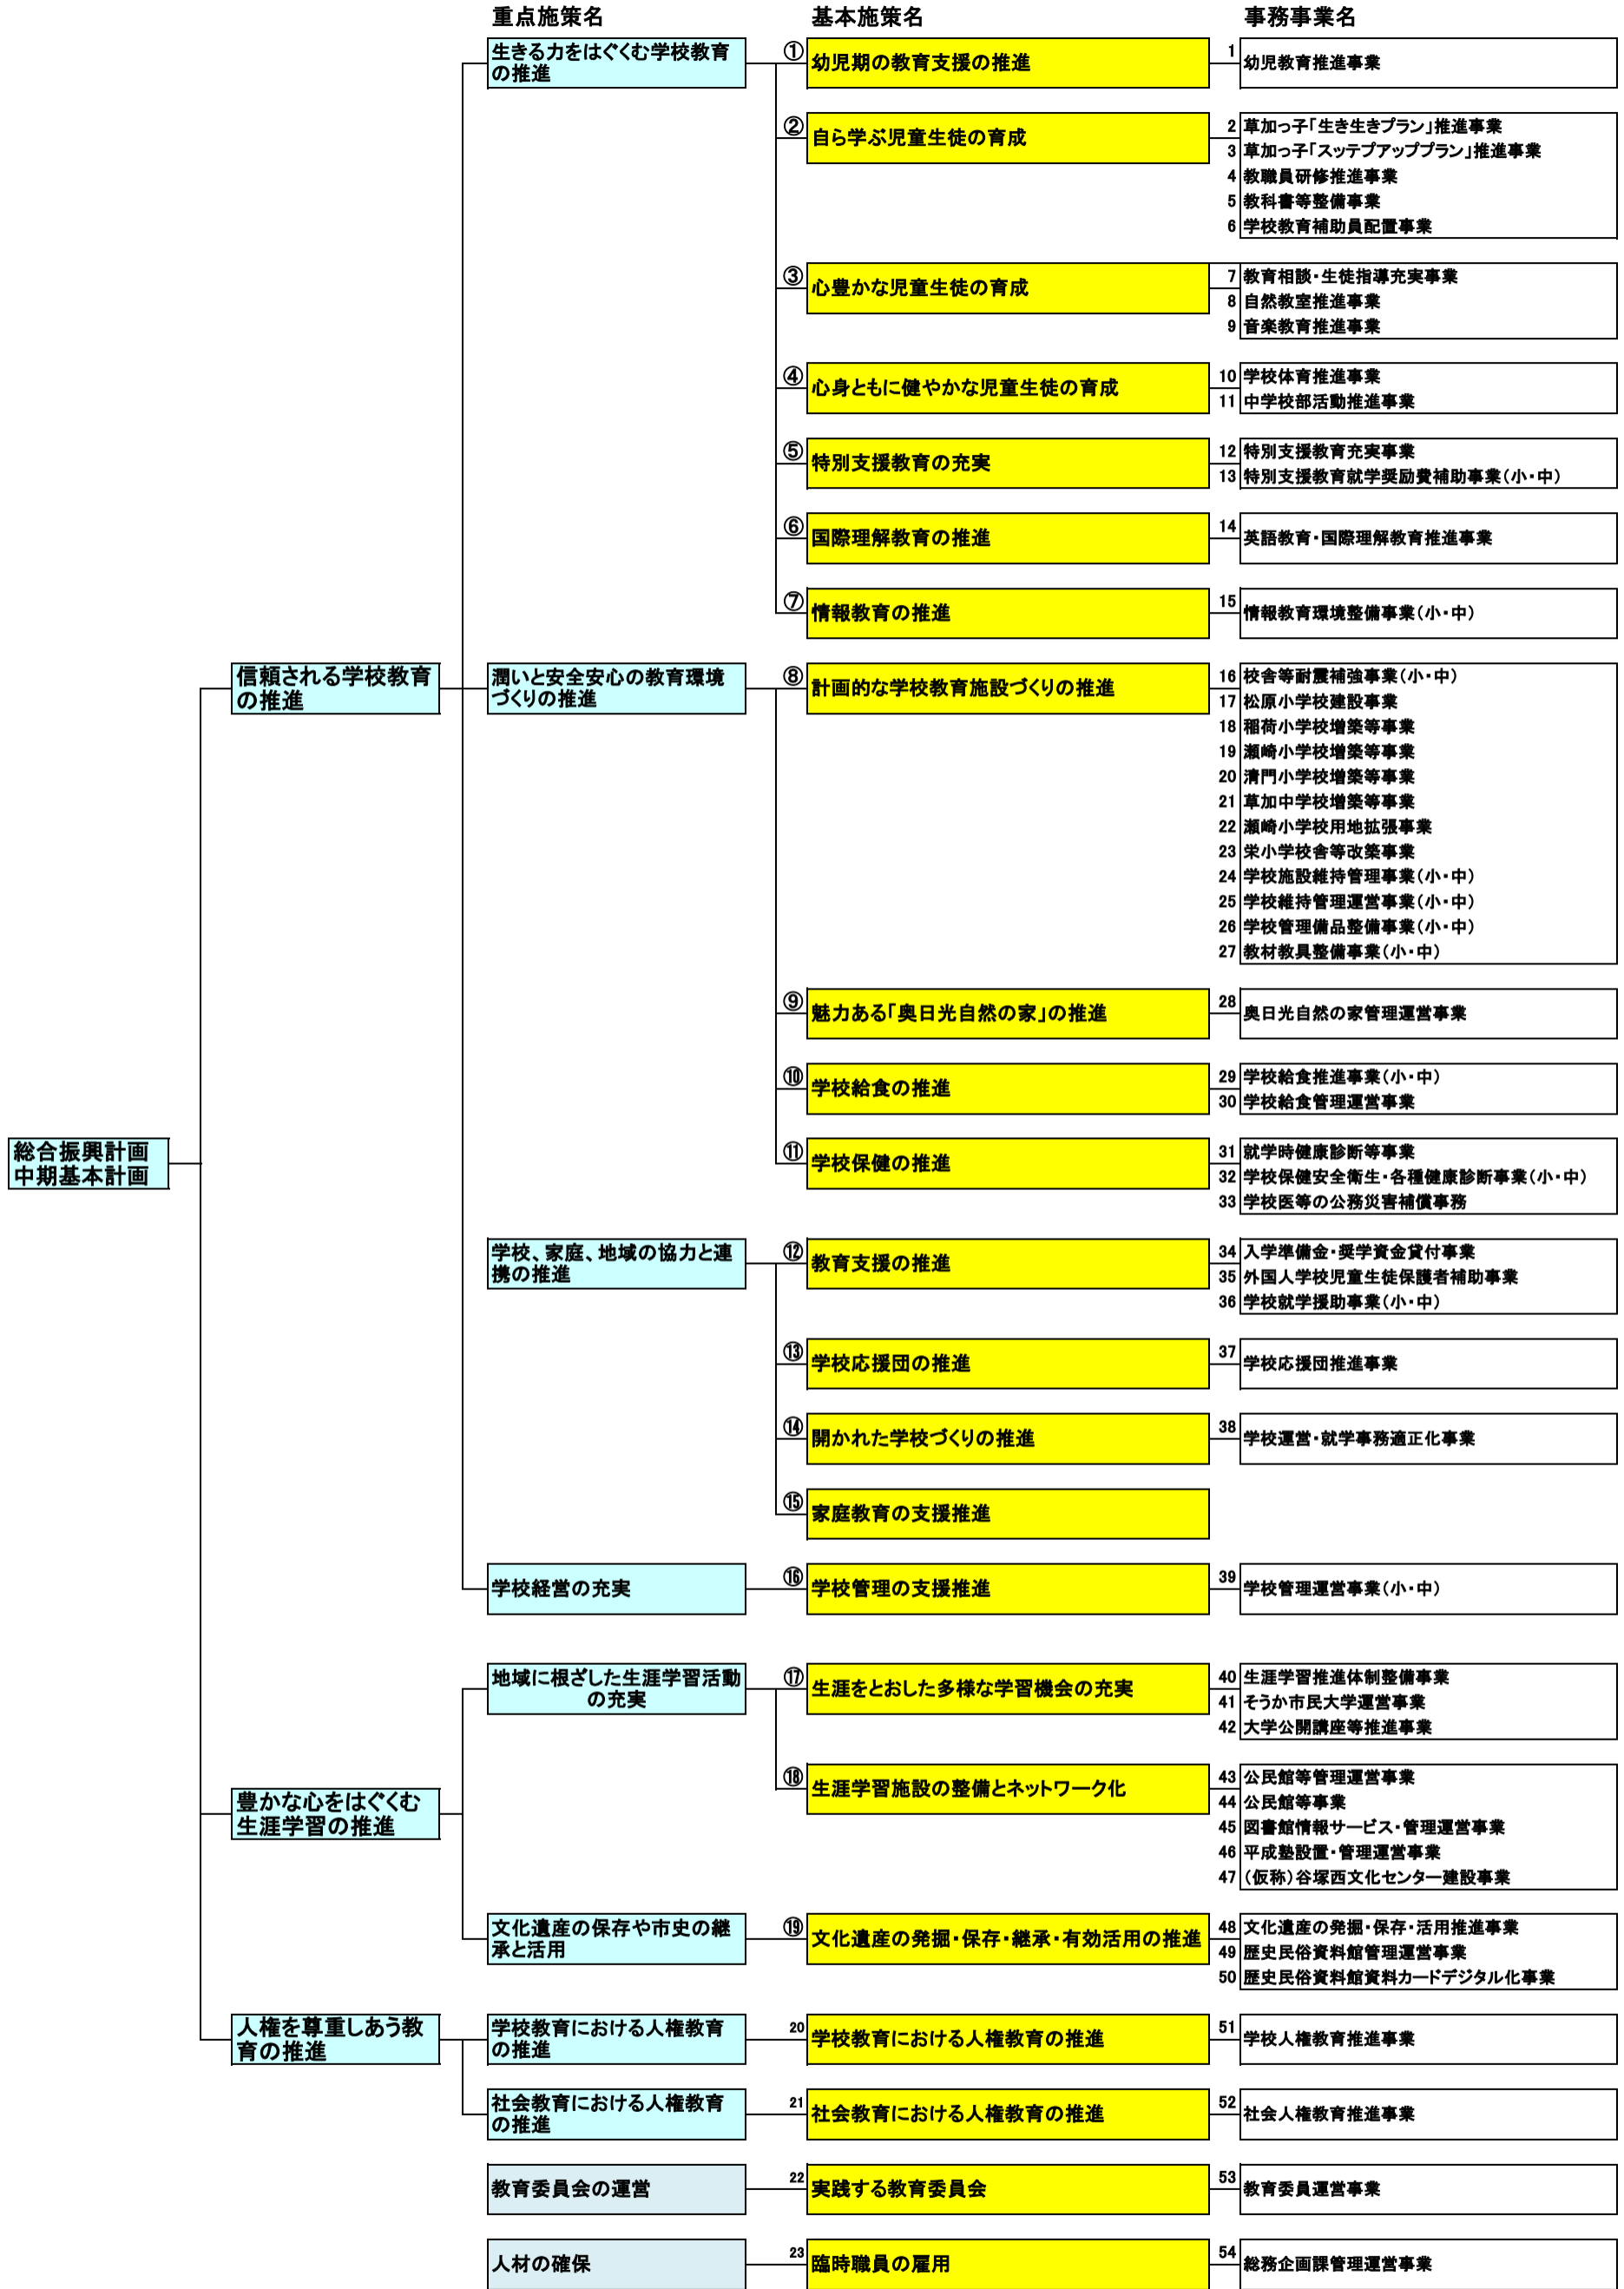 重点施策名
基本施策名
事務事業名
生きる力をはぐくむ学校教育
の推進
①
幼児期の教育支援の推進
1
幼児教育推進事業
②
自ら学ぶ児童生徒の育成
2 草加っ子「生き生きプラン」推進事業
3 草加っ子「スッテプアッププラン」推進事業
4 教職員研修推進事業
5 教科書等整備事業
6 学校教育補助員配置事業
③
心豊かな児童生徒の育成
7 教育相談・生徒指導充実事業
8 自然教室推進事業
9 音楽教育推進事業
④
心身ともに健やかな児童生徒の育成
10 学校体育推進事業
11 中学校部活動推進事業
⑤
特別支援教育の充実
12 特別支援教育充実事業
13 特別支援教育就学奨励費補助事業(小・中)
⑥
国際理解教育の推進
14
英語教育・国際理解教育推進事業
⑦
情報教育の推進
15
情報教育環境整備事業(小・中)
信頼される学校教育
の推進
潤いと安全安心の教育環境
づくりの推進
⑧
計画的な学校教育施設づくりの推進
16 校舎等耐震補強事業(小・中)
17 松原小学校建設事業
18 稲荷小学校増築等事業
19 瀬崎小学校増築等事業
20 清門小学校増築等事業
21 草加中学校増築等事業
22 瀬崎小学校用地拡張事業
23 栄小学校舎等改築事業
24 学校施設維持管理事業(小・中)
25 学校維持管理運営事業(小・中)
26 学校管理備品整備事業(小・中)
27 教材教具整備事業(小・中)
⑨
魅力ある「奥日光自然の家」の推進
28
奥日光自然の家管理運営事業
⑩
学校給食の推進
29 学校給食推進事業(小・中)
30 学校給食管理運営事業
総合振興計画
中期基本計画
⑪
学校保健の推進
31 就学時健康診断等事業
32 学校保健安全衛生・各種健康診断事業(小・中)
33 学校医等の公務災害補償事務
学校、家庭、地域の協力と連
携の推進
⑫
教育支援の推進
34 入学準備金・奨学資金貸付事業
35 外国人学校児童生徒保護者補助事業
36 学校就学援助事業(小・中)
⑬
学校応援団の推進
37
学校応援団推進事業
⑭
開かれた学校づくりの推進
38
学校運営・就学事務適正化事業
⑮
家庭教育の支援推進
学校経営の充実
⑯
学校管理の支援推進
39
学校管理運営事業(小・中)
地域に根ざした生涯学習活動
の充実
⑰
生涯をとおした多様な学習機会の充実
40 生涯学習推進体制整備事業
41 そうか市民大学運営事業
42 大学公開講座等推進事業
豊かな心をはぐくむ
生涯学習の推進
⑱
生涯学習施設の整備とネットワーク化
43 公民館等管理運営事業
44 公民館等事業
45 図書館情報サービス・管理運営事業
46 平成塾設置・管理運営事業
47 (仮称)谷塚西文化センター建設事業
文化遺産の保存や市史の継
承と活用
⑲
文化遺産の発掘・保存・継承・有効活用の推進
48 文化遺産の発掘・保存・活用推進事業
49 歴史民俗資料館管理運営事業
50 歴史民俗資料館資料カードデジタル化事業
人権を尊重しあう教
育の推進
学校教育における人権教育
の推進
20
学校教育における人権教育の推進
51
学校人権教育推進事業
社会教育における人権教育
の推進
21
社会教育における人権教育の推進
52
社会人権教育推進事業
教育委員会の運営
22
実践する教育委員会
53
教育委員運営事業
人材の確保
23
臨時職員の雇用
54
総務企画課管理運営事業